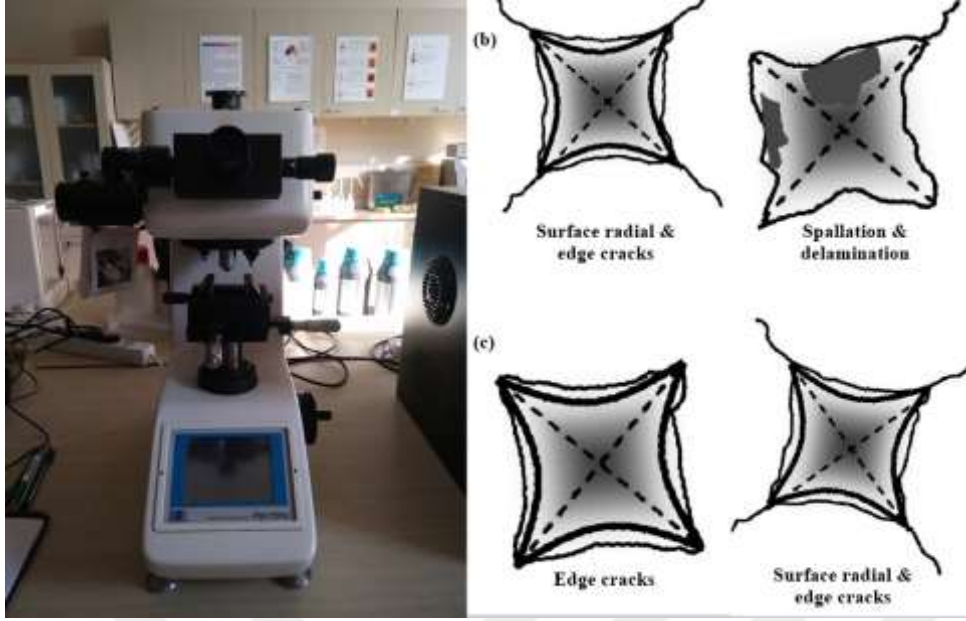 (b)
Surface radial &
edge cracks
Spallation &
delamination
(c)
Edge cracks
Surface radial &
edge cracks